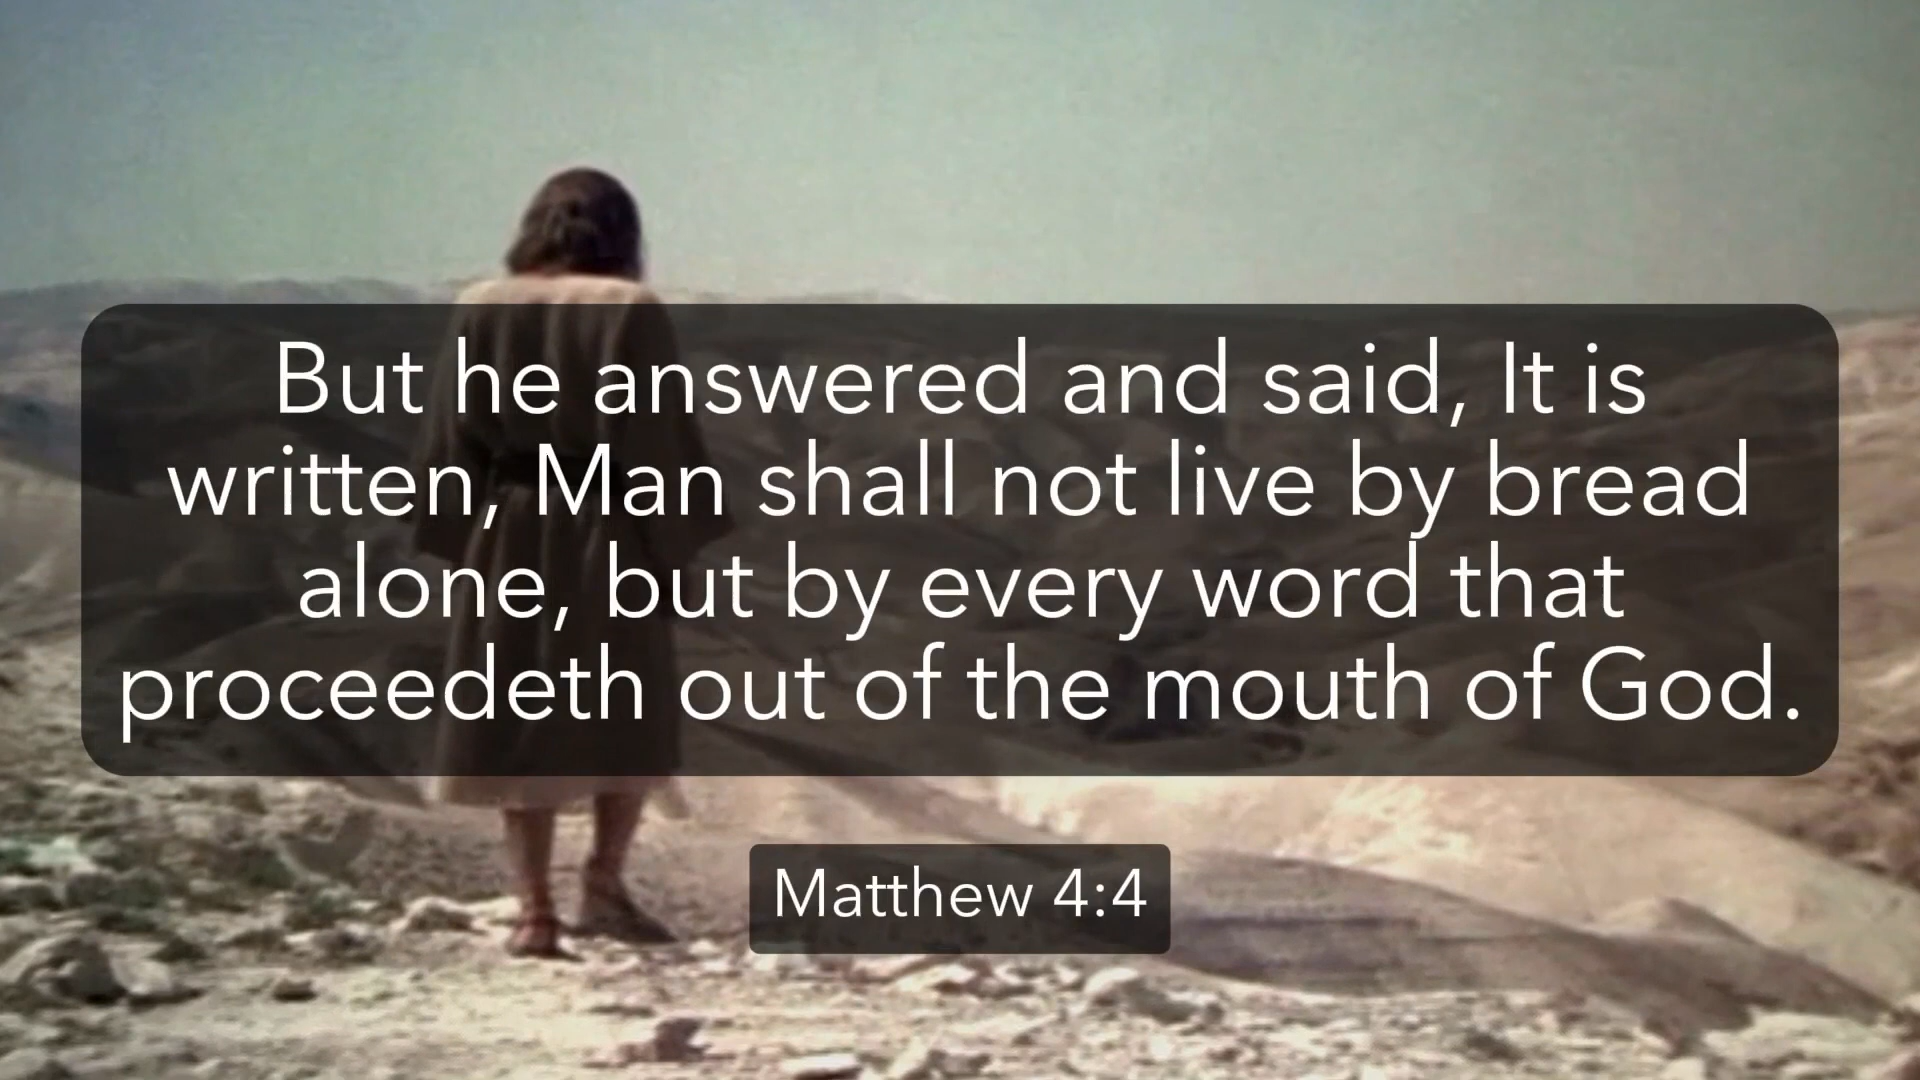 But he answered and said, It is
written, Man shall not live by bread
alone, but by every word that
proceedeth out of the mouth of God.
Matthew 4:4